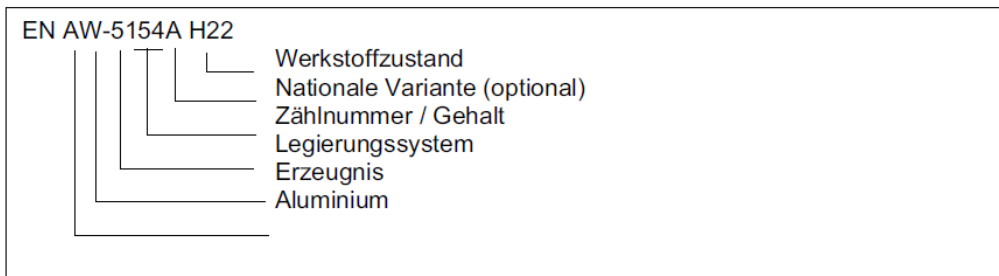 EN AW-5154A H22
Werkstoffzustand
Nationale Variante (optional)
Zählnummer / Gehalt
Legierungssystem
Erzeugnis
Aluminium